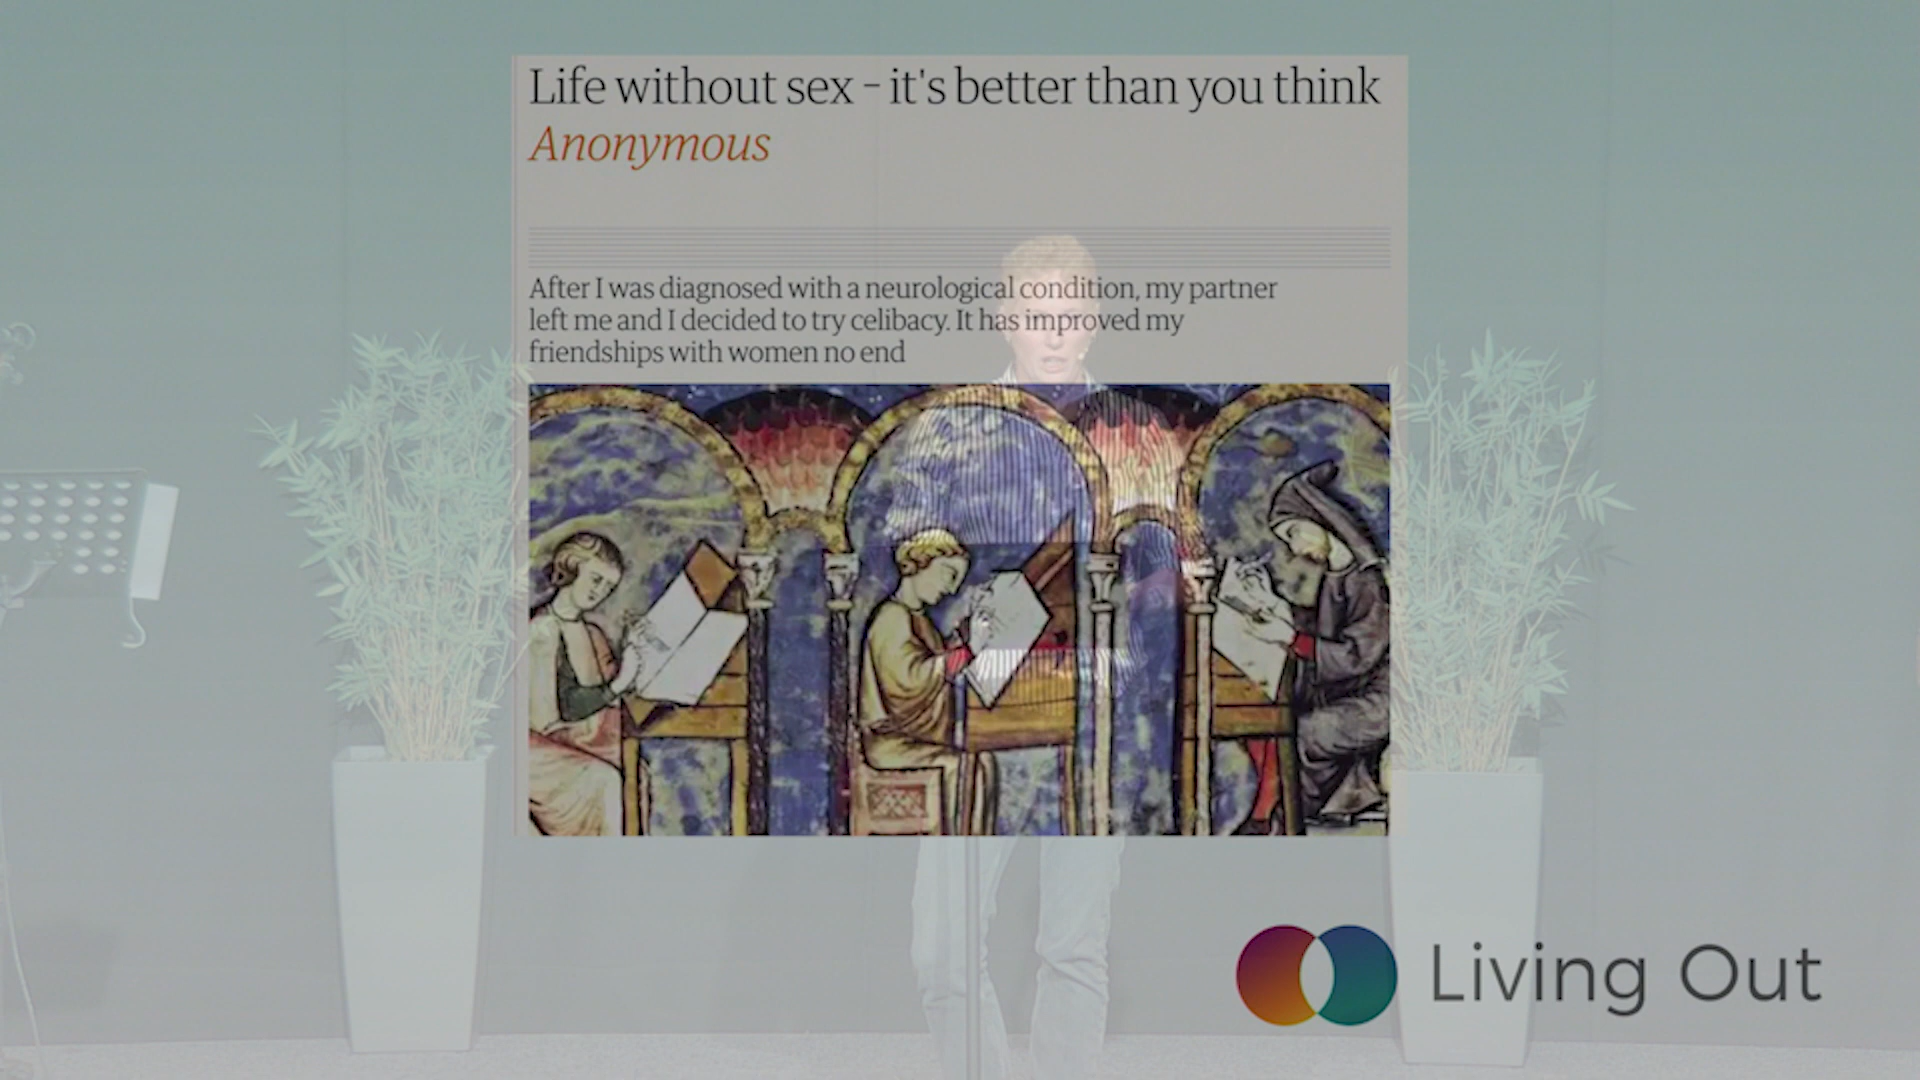 Life without sex – it's better than you think
Anonymous
After I was diagnosed with a neurological condition, my partner
left me and I decided to try celibacy. It has improved my
friendships with women no end
Living Out